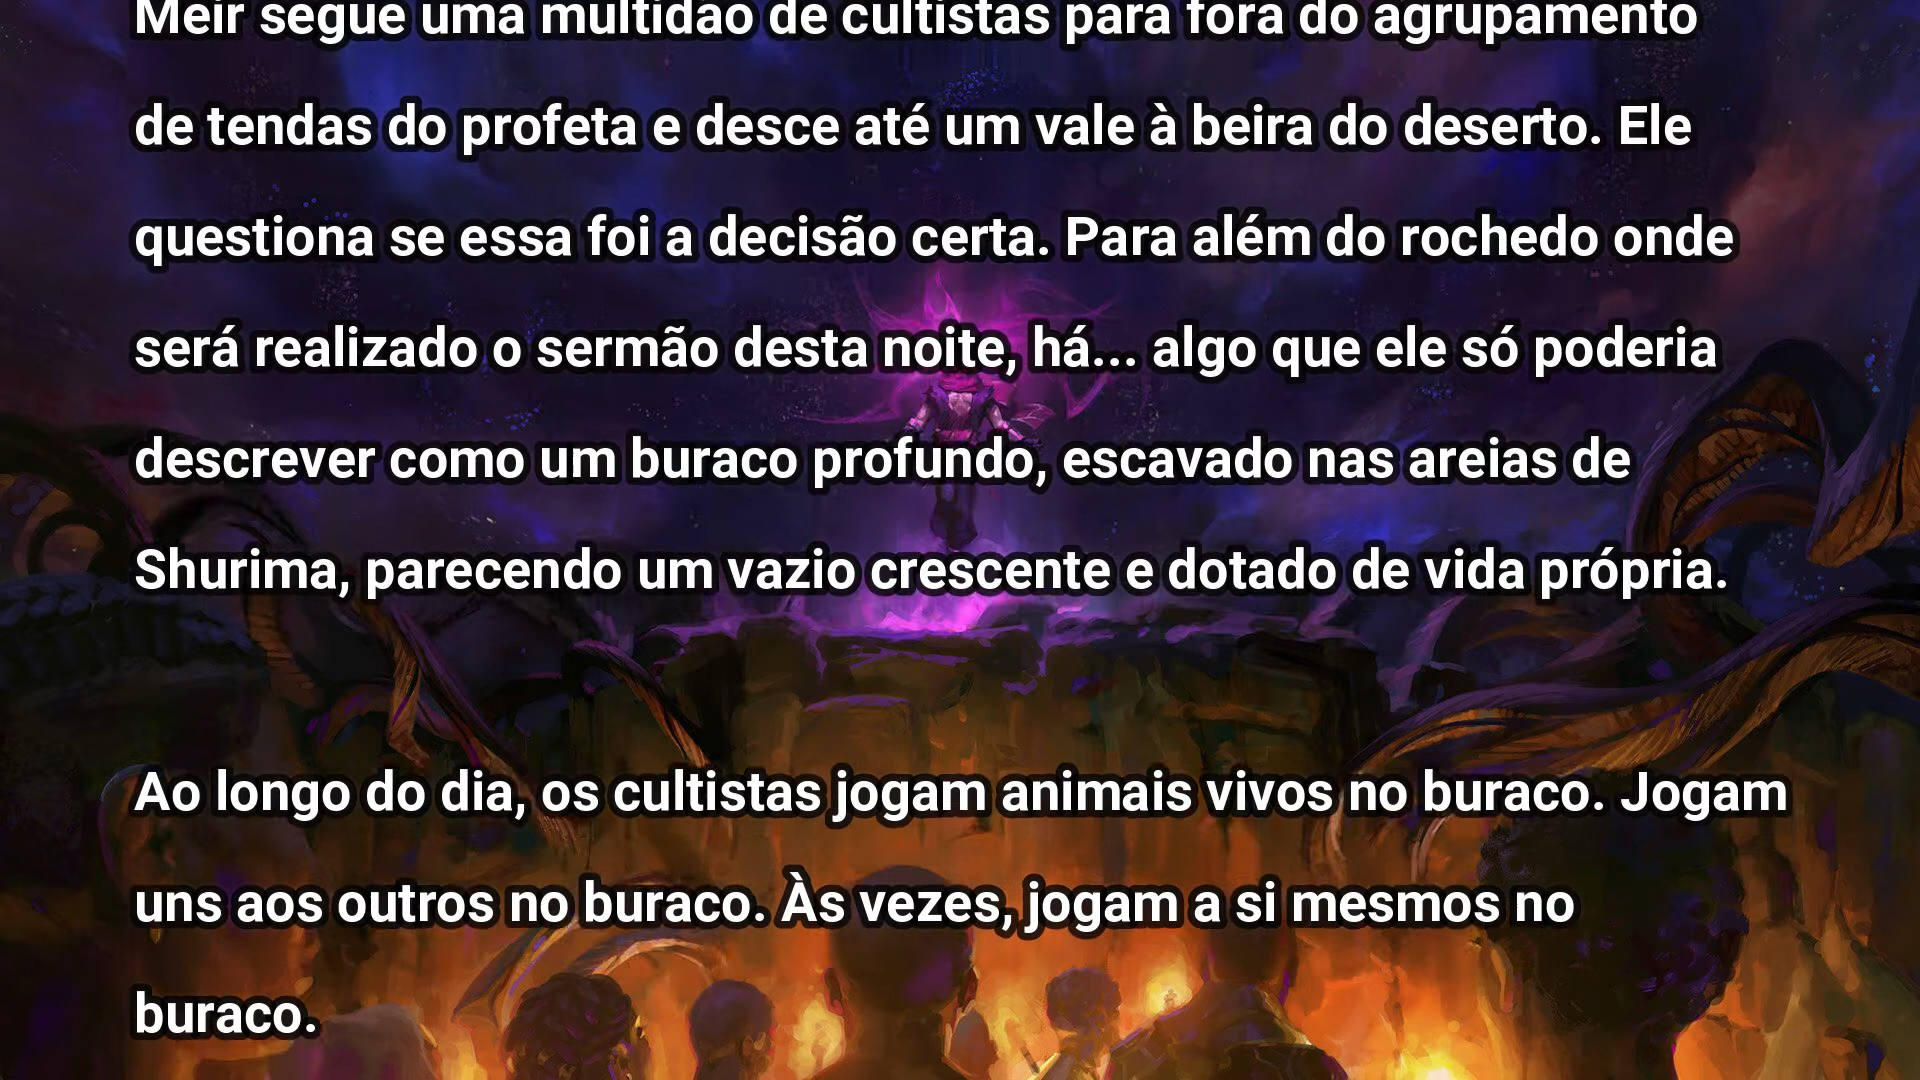 Meir segue uma multidão de cultistas para fora do agrupamento
de tendas do profeta e desce até um vale à beira do deserto. Ele
questiona se essa foi a decisão certa. Para além do rochedo onde
será realizado o sermão desta noite, há... algo que ele só poderia
descrever como um buraco profundo, escavado nas areias de
Shurima, parecendo um vazio crescente e dotado de vida própria.
Ao longo do dia, os cultistas jogam animais vivos no buraco. Jogam
uns aos outros no buraco. Às vezes, jogam a si mesmos no
buraco.